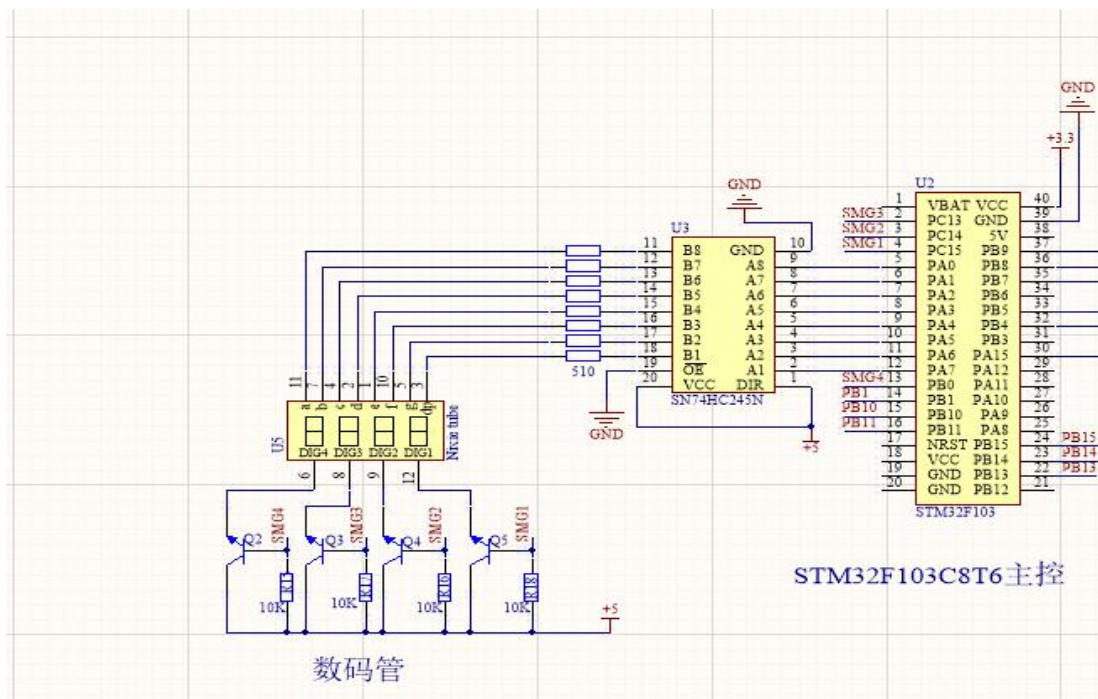 GND
+3.3
U2
1 VBAT VCC 40
SMG3 2 PC13 GND 39
SMG2 3 PC14 5V 38
SMG1 4 PC15 PB9 37
5 PA0 PB8 36
6 PA1 PB7 35
7 PA2 PB6 34
8 PA3 PB5 33
9 PA4 PB4 32
10 PA5 PB3 31
11 PA6 PA15 30
12 PA7 PA12 29
SMG4 13 PB0 PA11 28
PB1 14 PB1 PA10 27
PB10 15 PB10 PA9 26
PB11 16 PB11 PA8 25
17 NRST PB15 24 PB15
18 VCC PB14 23 PB14
19 GND PB13 22 PB13
20 GND PB12 21
STM32F103
STM32F103C8T6主控
GND
U3
11 B8 GND 10
12 B7 A8 9
13 B6 A7 8
14 B5 A6 7
15 B4 A5 6
16 B3 A4 5
17 B2 A3 4
18 B1 A2 3
19 OE A1 2
20 VCC DIR 1
SN74HC245N
510
GND
+5
11 7 4 2 1 10 5 3
a b c d e f g dp
U5
DIG4 DIG3 DIG2 DIG1
Nixie tube
6 8 9 12
SMG4 SMG3 SMG2 SMG1
Q2 Q3 Q4 Q5
R17 R16 R18
10K 10K 10K 10K
+5
数码管